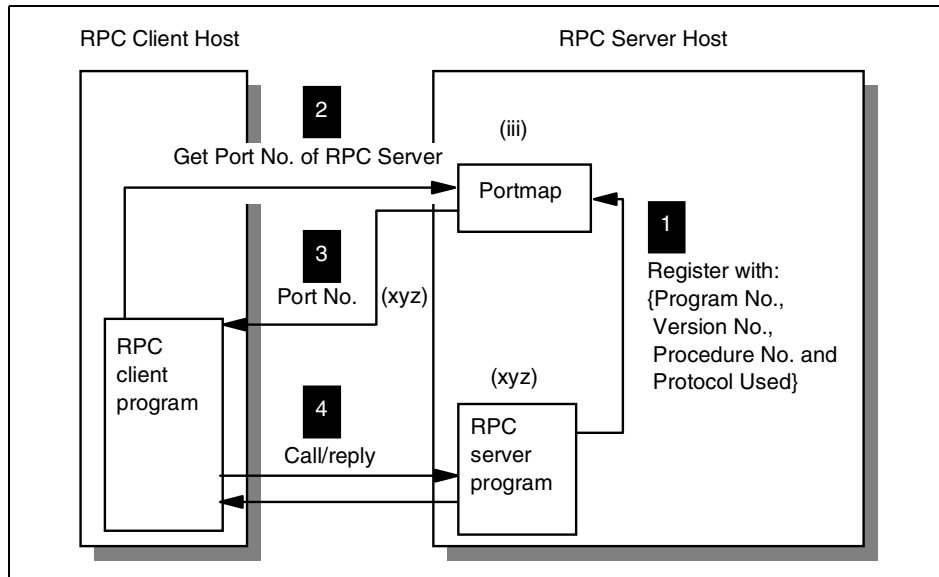 RPC Client Host
RPC Server Host
2
(iii)
Get Port No. of RPC Server
Portmap
1
3
Register with:
{Program No.,
Version No.,
Procedure No. and
Protocol Used}
Port No.
(xyz)
RPC
client
program
(xyz)
4
Call/reply
RPC
server
program